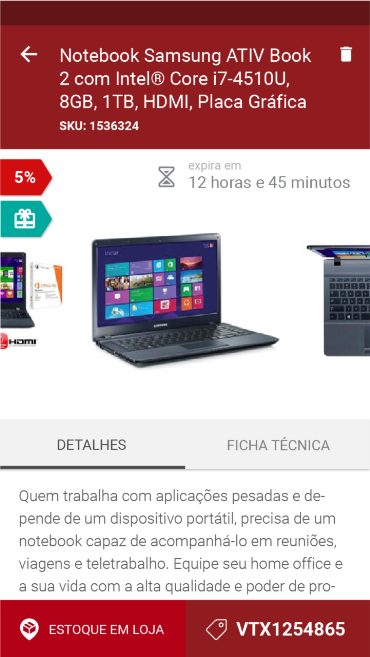 Notebook Samsung ATIV Book
2 com Intel® Core i7-4510U,
8GB, 1TB, HDMI, Placa Gráfica
SKU: 1536324
5%
expira em
12 horas e 45 minutos
Iniciar
SAMSUNG
HDMI
DETALHES
FICHA TÉCNICA
Quem trabalha com aplicações pesadas e de-
pende de um dispositivo portátil, precisa de um
notebook capaz de acompanhá-lo em reuniões,
viagens e teletrabalho. Equipe seu home office e
a sua vida com a alta qualidade e poder de pro-
ESTOQUE EM LOJA
VTX1254865